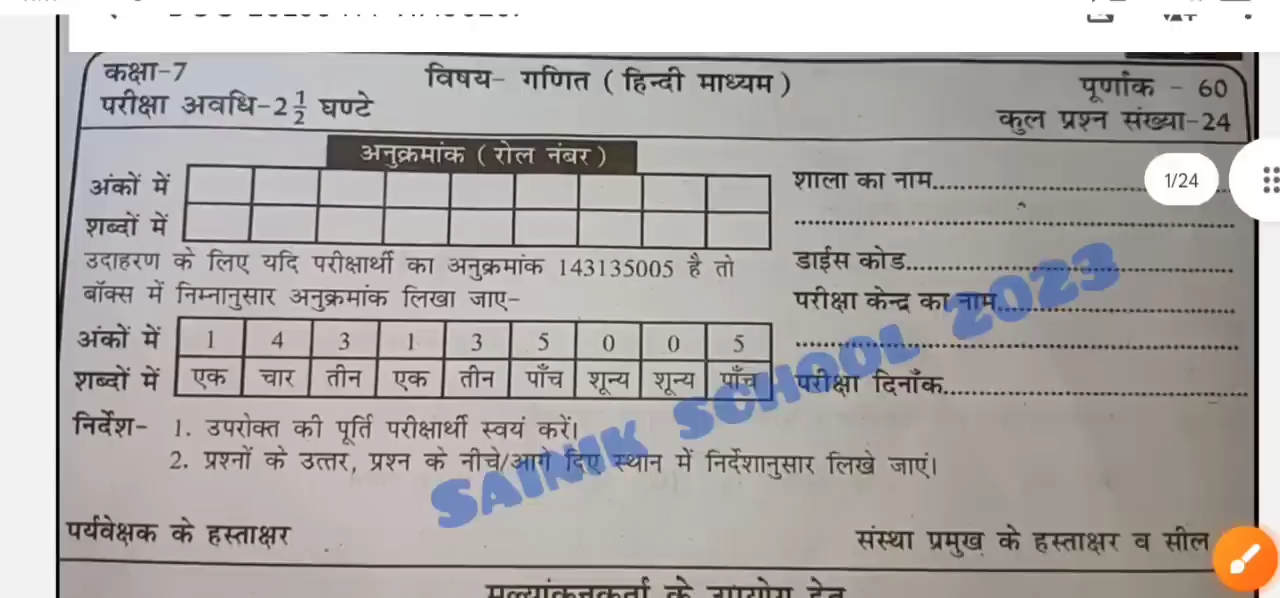 कक्षा-7
विषय- गणित ( हिन्दी माध्यम )
पूर्णांक - 60
परीक्षा अवधि-2 1/2 घण्टे
कुल प्रश्न संख्या-24
अनुक्रमांक ( रोल नंबर )
अंकों में
शब्दों में
शाला का नाम
1/24
उदाहरण के लिए यदि परीक्षार्थी का अनुक्रमांक 143135005 है तो
बॉक्स में निम्नानुसार अनुक्रमांक लिखा जाए-
डाईस कोड
परीक्षा केन्द्र का नाम
अंकों में 1 4 3 1 3 5 0 0 5
शब्दों में एक चार तीन एक तीन पाँच शून्य शून्य पाँच
परीक्षा दिनाँक
निर्देश- 1. उपरोक्त की पूर्ति परीक्षार्थी स्वयं करें।
2. प्रश्नों के उत्तर, प्रश्न के नीचे/आगे दिए स्थान में निर्देशानुसार लिखे जाएं।
SAINIK SCHOOL 2023
पर्यवेक्षक के हस्ताक्षर
संस्था प्रमुख के हस्ताक्षर व सील